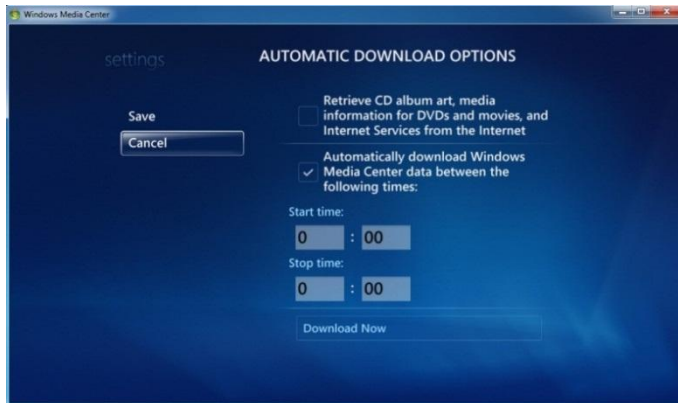 Windows Media Center
settings
AUTOMATIC DOWNLOAD OPTIONS
Save
Cancel
Retrieve CD album art, media
information for DVDs and movies, and
Internet Services from the Internet
Automatically download Windows
Media Center data between the
following times:
Start time:
0 : 00
Stop time:
0 : 00
Download Now